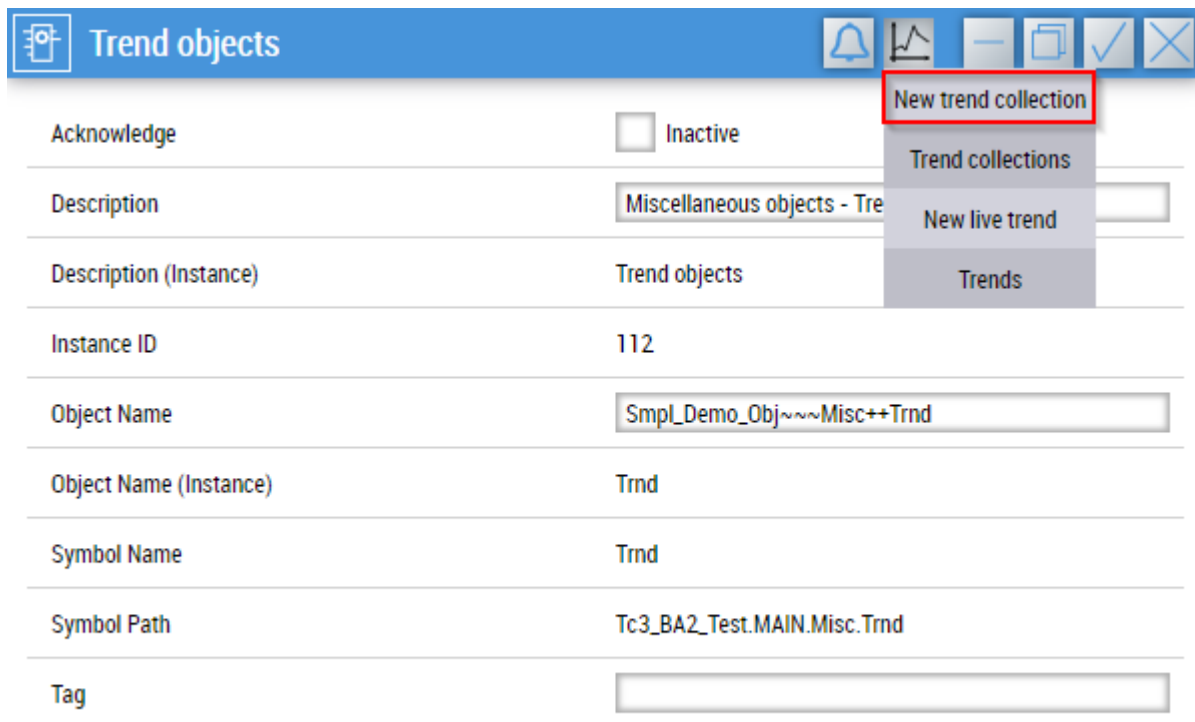 Trend objects
New trend collection
Acknowledge
Inactive
Trend collections
Description
Miscellaneous objects - Tre
New live trend
Description (Instance)
Trend objects
Trends
Instance ID
112
Object Name
Smpl_Demo_Obj~~~Misc++Trnd
Object Name (Instance)
Trnd
Symbol Name
Trnd
Symbol Path
Tc3_BA2_Test.MAIN.Misc.Trnd
Tag